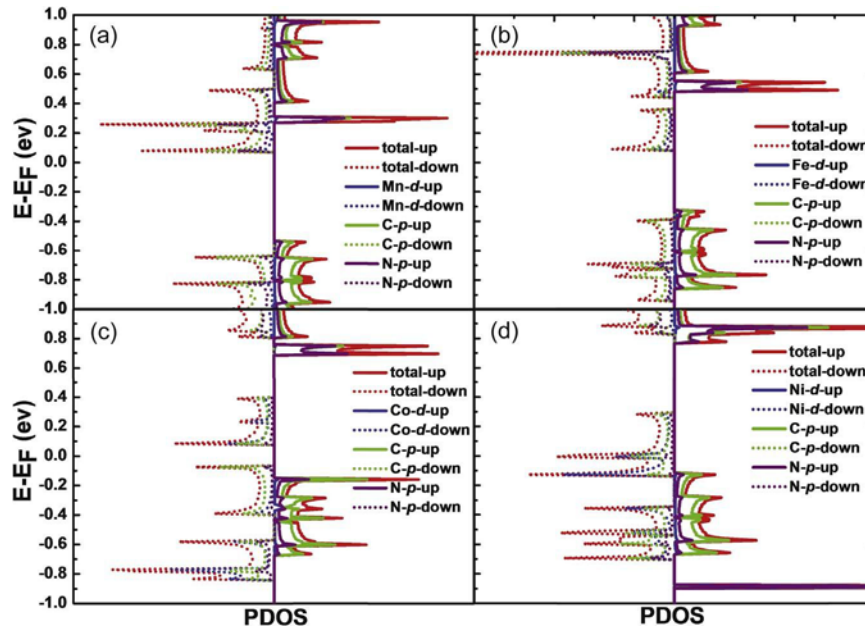 (a)
(b)
1.0
0.8
0.6
0.4
0.2
0.0
-0.2
-0.4
-0.6
-0.8
-1.0
E-EF (ev)
total-up
total-down
Mn-d-up
Mn-d-down
C-p-up
C-p-down
N-p-up
N-p-down
total-up
total-down
Fe-d-up
Fe-d-down
C-p-up
C-p-down
N-p-up
N-p-down
(c)
(d)
0.8
0.6
0.4
0.2
0.0
-0.2
-0.4
-0.6
-0.8
-1.0
E-EF (ev)
total-up
total-down
Co-d-up
Co-d-down
C-p-up
C-p-down
N-p-up
N-p-down
total-up
total-down
Ni-d-up
Ni-d-down
C-p-up
C-p-down
N-p-up
N-p-down
PDOS
PDOS